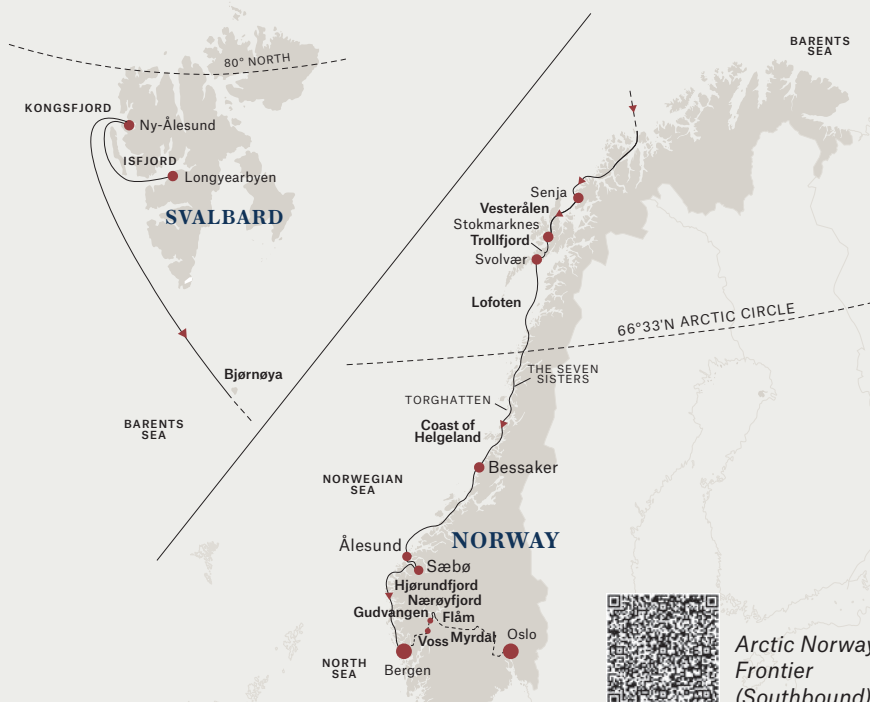 BARENTS
SEA
80° NORTH
KONGSFJORD
Ny-Ålesund
ISFJORD
Longyearbyen
SVALBARD
Senja
Vesterålen
Stokmarknes
Trollfjord
Svolvær
Lofoten
66°33'N ARCTIC CIRCLE
Bjørnøya
THE SEVEN
SISTERS
TORGHATTEN
BARENTS
SEA
Coast of
Helgeland
Bessaker
NORWEGIAN
SEA
NORWAY
Ålesund
Sæbø
Hjørundfjord
Nærøyfjord
Gudvangen
Flåm
Voss
Myrdal
Oslo
NORTH
SEA
Bergen
Arctic Norway
Frontier
(Southbound)